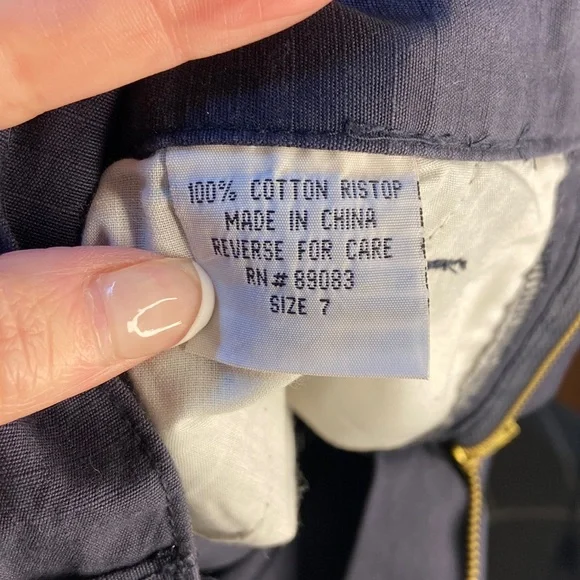 100% COTTON RISTOP
MADE IN CHINA
REVERSE FOR CARE
RN# 89083
SIZE 7